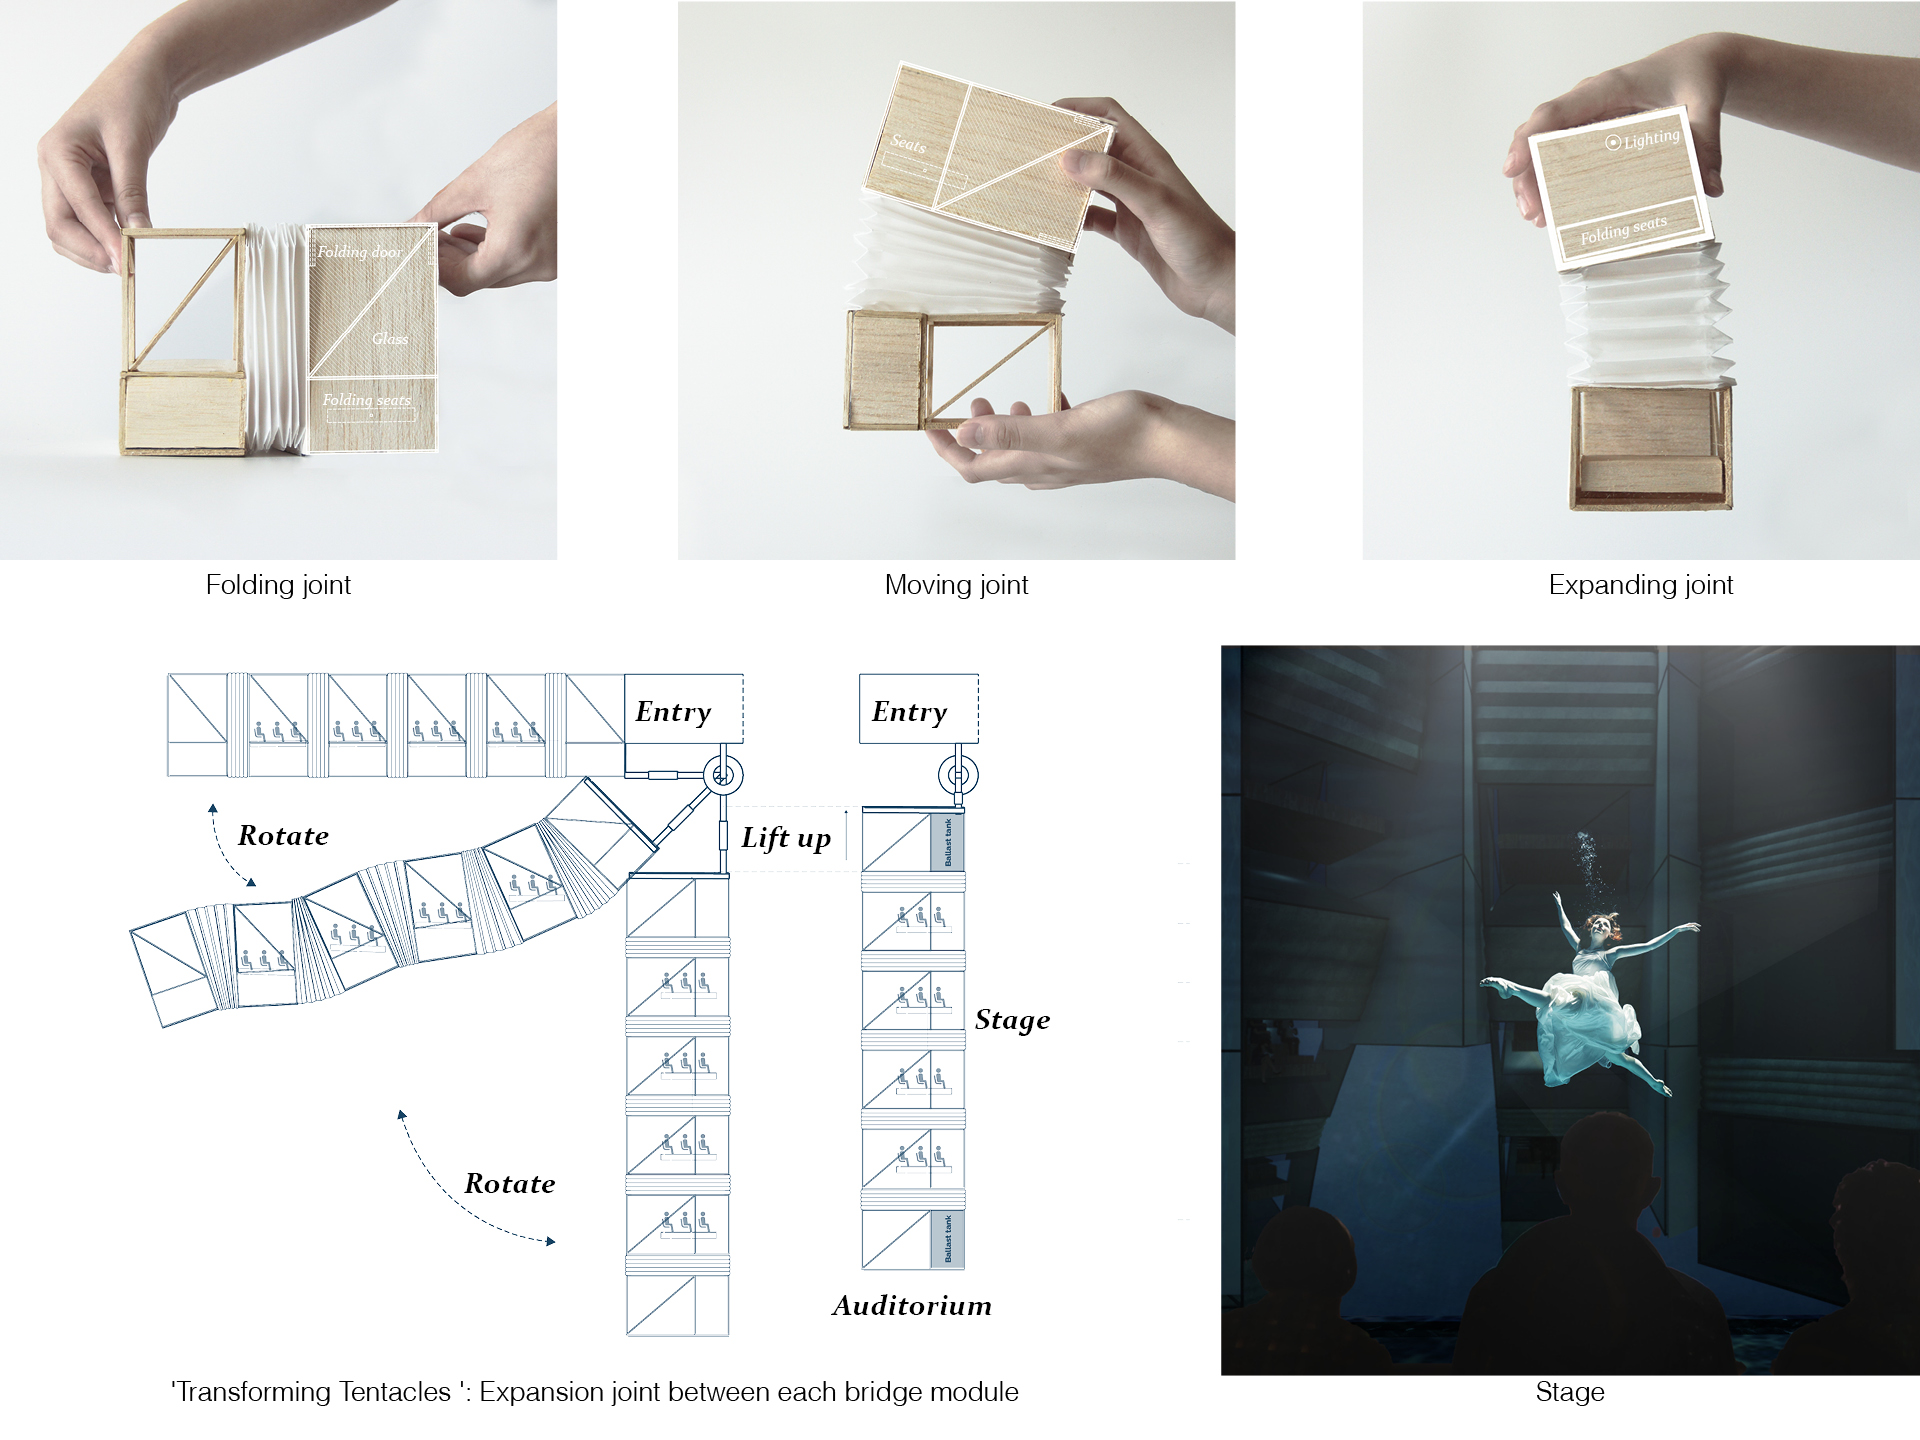 Folding door
Glass
Folding seats
Seats
Lighting
Folding seats
Folding joint
Moving joint
Expanding joint
Entry
Entry
Rotate
Lift up
Ballast tank
Stage
Rotate
Ballast tank
Auditorium
'Transforming Tentacles ': Expansion joint between each bridge module
Stage